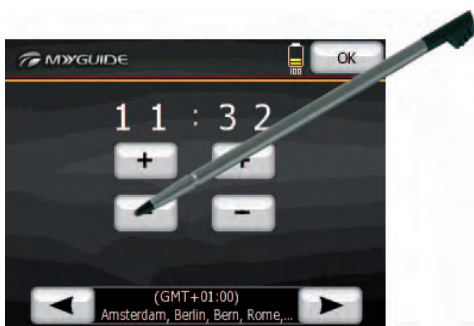 MYGUIDE
100
OK
11:32
+ +
- -
(GMT+01:00)
Amsterdam, Berlin, Bern, Rome,...